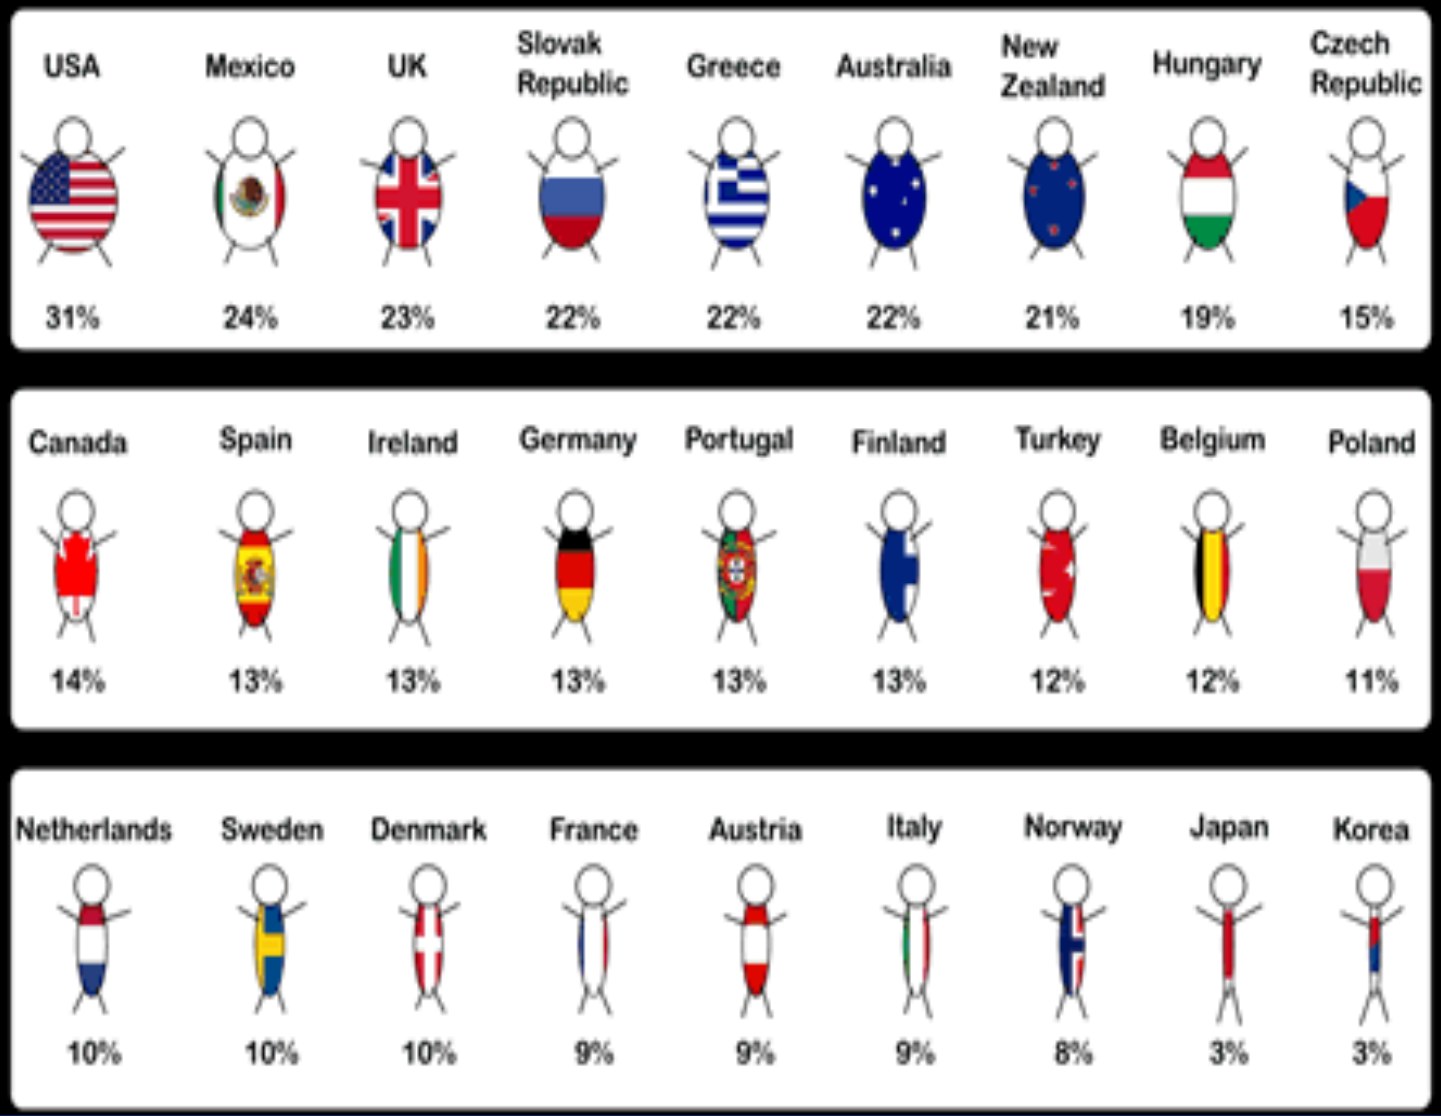 USA Mexico UK Slovak Republic Greece Australia New Zealand Hungary Czech Republic
31% 24% 23% 22% 22% 22% 21% 19% 15%
Canada Spain Ireland Germany Portugal Finland Turkey Belgium Poland
14% 13% 13% 13% 13% 13% 12% 12% 11%
Netherlands Sweden Denmark France Austria Italy Norway Japan Korea
10% 10% 10% 9% 9% 9% 8% 3% 3%